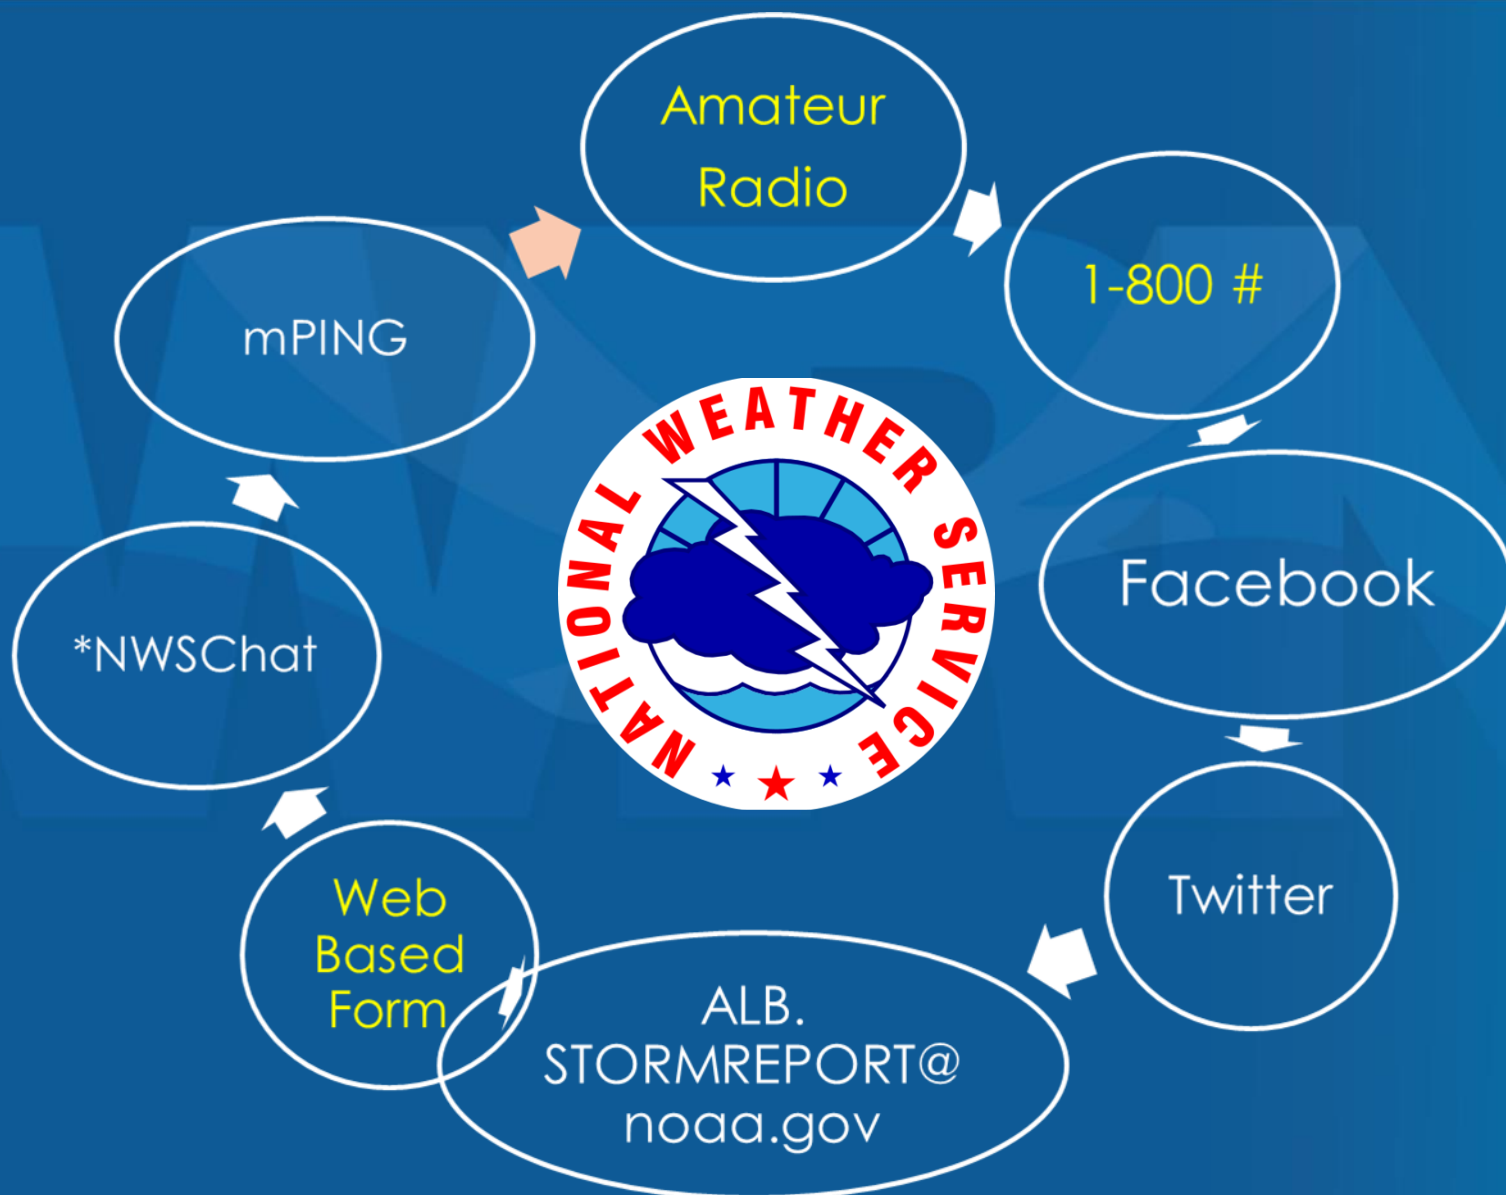 Amateur
Radio
1-800 #
Facebook
Twitter
ALB.
STORMREPORT@
noaa.gov
Web
Based
Form
*NWSChat
mPING
NATIONAL WEATHER SERVICE